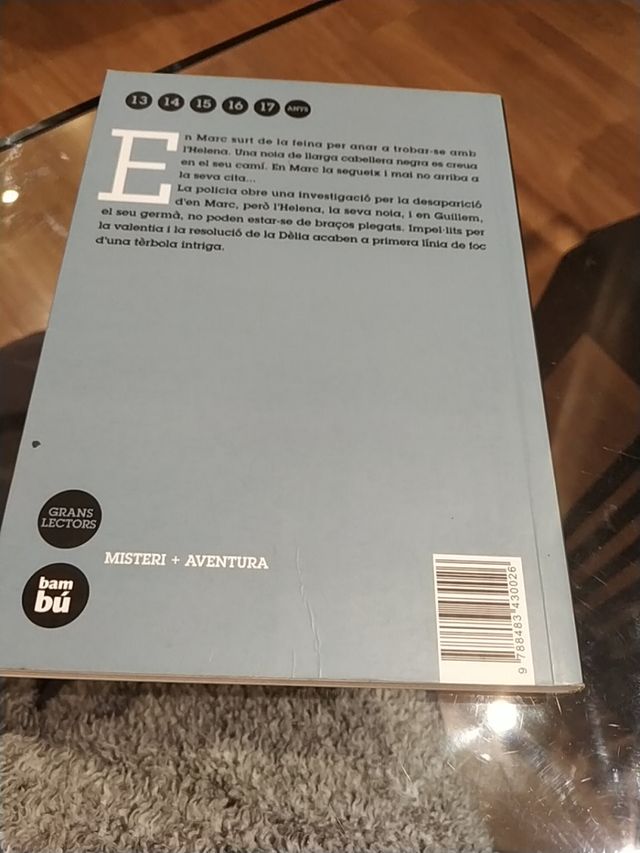 13 14 15 16 17 ANYS
En Marc surt de la feina per anar a trobar-se amb
l'Helena. Una noia de llarga cabellera negra es creua
en el seu camí. En Marc la segueix i mai no arriba a
la seva cita...
La policia obre una investigació per la desaparició
d'en Marc, però l'Helena, la seva noia, i en Guillem,
el seu germà, no poden estar-se de braços plegats. Impel·lits per
la valentia i la resolució de la Dèlia acaben a primera línia de foc
d'una tèrbola intriga.
GRANS
LECTORS
MISTERI + AVENTURA
bam
bú
9 788483 430026